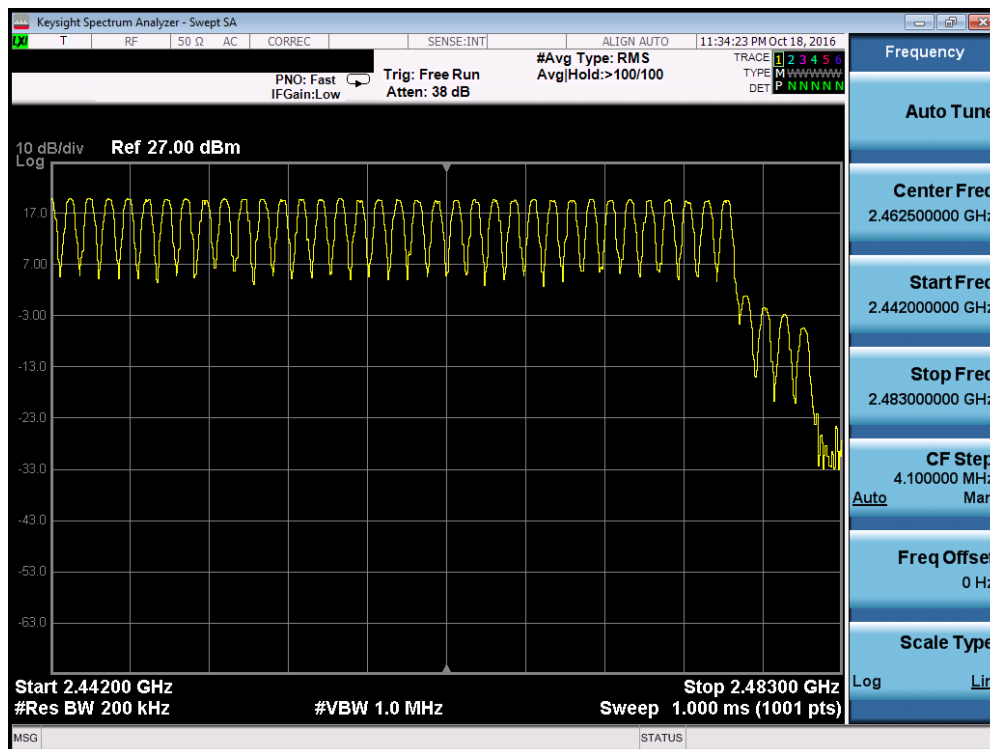 Keysight Spectrum Analyzer - Swept SA
LXI T RF 50 Ω AC CORREC SENSE:INT ALIGN AUTO 11:34:23 PM Oct 18, 2016
#Avg Type: RMS TRACE 1 2 3 4 5 6
PNO: Fast Trig: Free Run Avg|Hold:>100/100 TYPE M WWWWW
IFGain:Low Atten: 38 dB DET P N N N N N
10 dB/div Ref 27.00 dBm
Log
17.0
7.00
-3.00
-13.0
-23.0
-33.0
-43.0
-53.0
-63.0
Start 2.44200 GHz Stop 2.48300 GHz
#Res BW 200 kHz #VBW 1.0 MHz Sweep 1.000 ms (1001 pts)
MSG STATUS
Frequency
Auto Tune
Center Freq
2.462500000 GHz
Start Freq
2.442000000 GHz
Stop Freq
2.483000000 GHz
CF Step
4.100000 MHz
Auto Man
Freq Offset
0 Hz
Scale Type
Log Lin